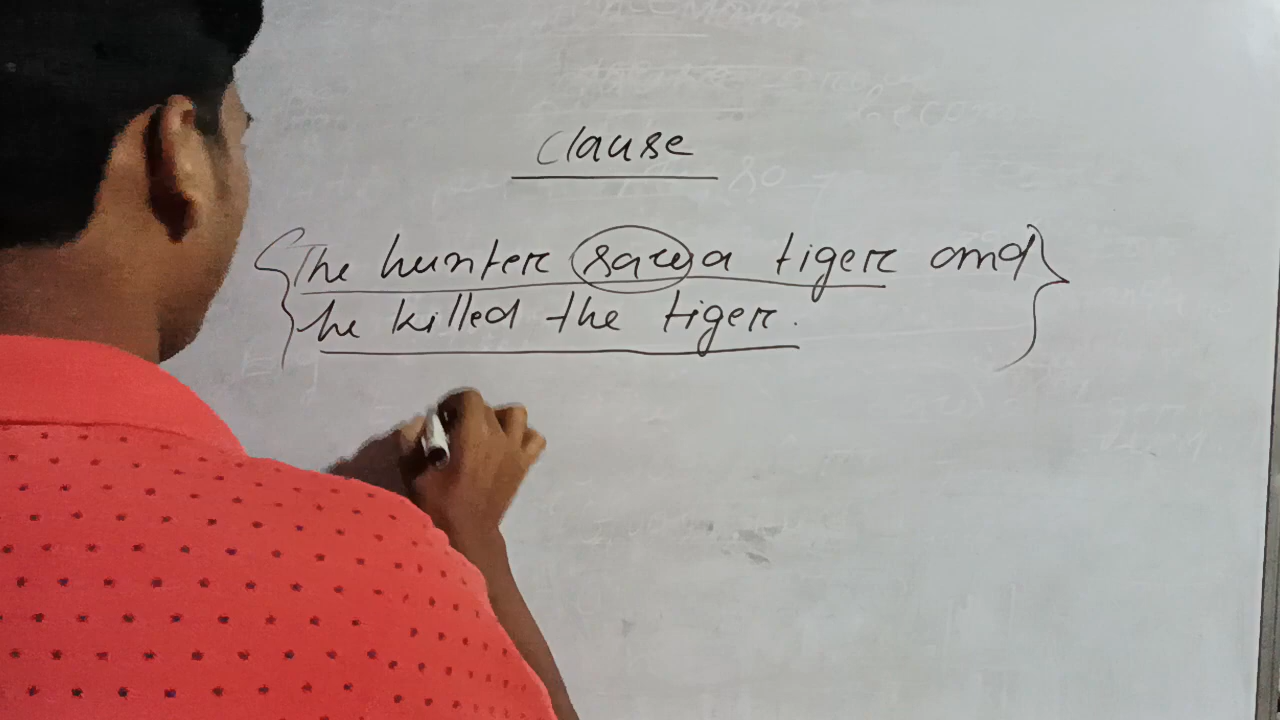 Clause
{The hunter saw a tiger and}
he killed the tiger.